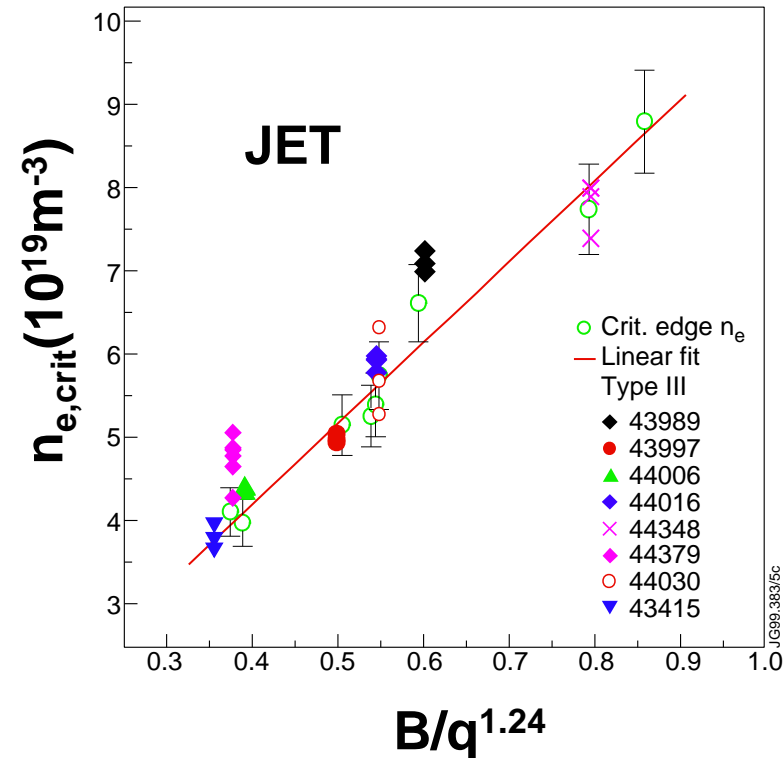 10
9
8
7
6
5
4
3
n_e,crit(10^19 m^-3)
JET
Crit. edge n_e
Linear fit
Type III
43989
43997
44006
44016
44348
44379
44030
43415
0.3 0.4 0.5 0.6 0.7 0.8 0.9 1.0
B/q^1.24
JG99.383/5c